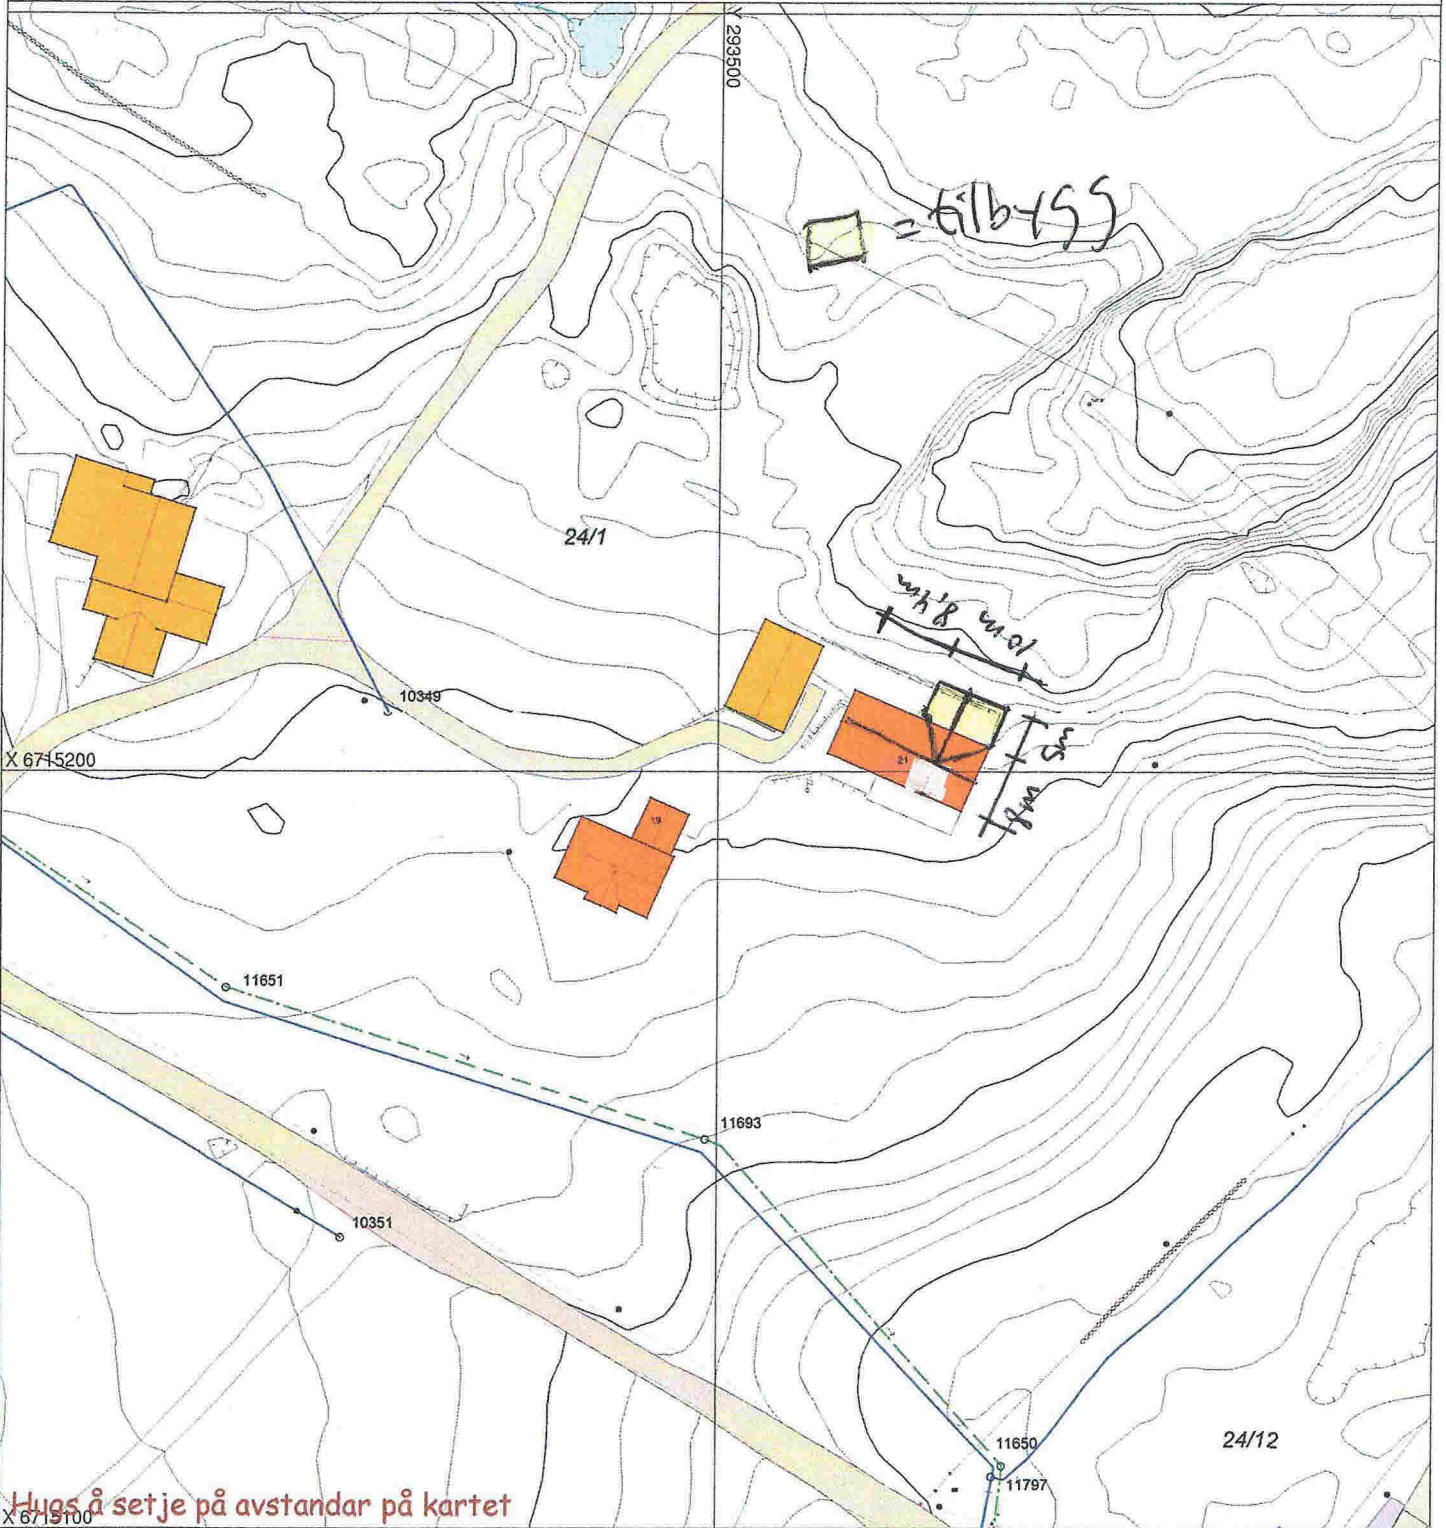 Y 293500
= tilbygg
24/1
10m 8,4m
10349
X 6715200
21
5m
8m
19
11651
11693
10351
24/12
11650
11797
Hugs å setje på avstandar på kartet
X 6715100